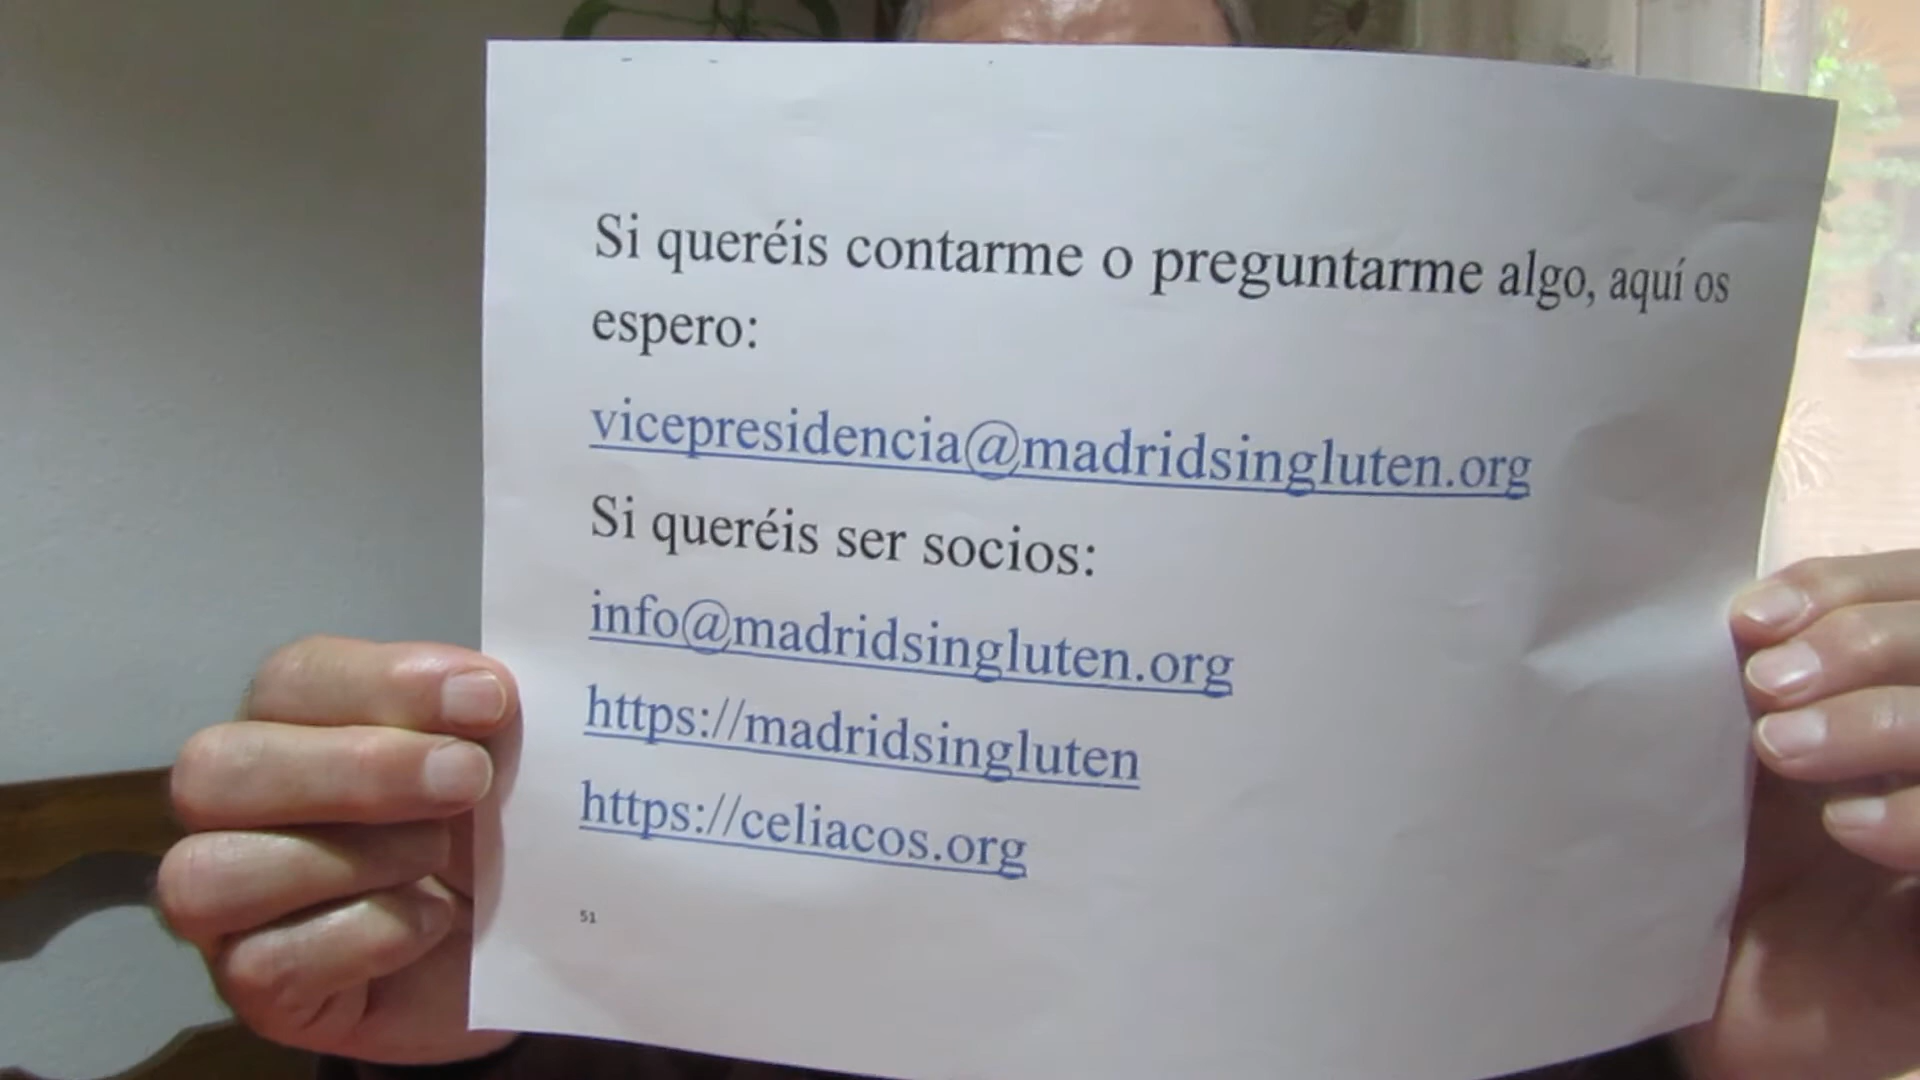 Si queréis contarme o preguntarme algo, aquí os
espero:
vicepresidencia@madridsingluten.org
Si queréis ser socios:
info@madridsingluten.org
https://madridsingluten
https://celiacos.org
51